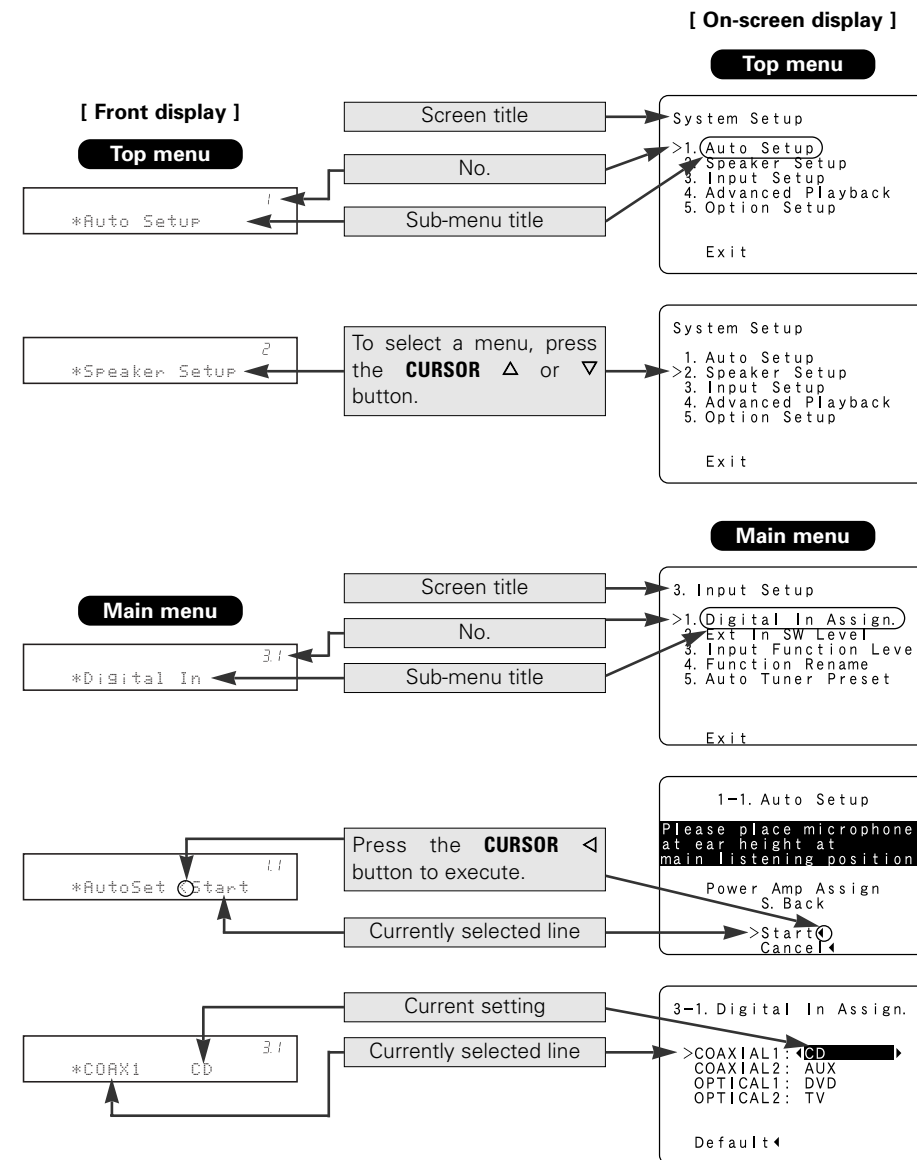 [ On-screen display ]
Top menu
[ Front display ]
Top menu
1
*Auto Setup
Screen title
No.
Sub-menu title
System Setup
>1. Auto Setup
2. Speaker Setup
3. Input Setup
4. Advanced Playback
5. Option Setup
Exit
2
*Speaker Setup
To select a menu, press
the CURSOR △ or ▽
button.
System Setup
1. Auto Setup
>2. Speaker Setup
3. Input Setup
4. Advanced Playback
5. Option Setup
Exit
Main menu
Main menu
3.1
*Digital In
Screen title
No.
Sub-menu title
3. Input Setup
>1. Digital In Assign.
2. Ext In SW Level
3. Input Function Leve
4. Function Rename
5. Auto Tuner Preset
Exit
1.1
*AutoSet <Start
Press the CURSOR ◁
button to execute.
Currently selected line
1-1. Auto Setup
Please place microphone
at ear height at
main listening position
Power Amp Assign
S. Back
>Start◀
Cancel◀
3.1
*COAX1 CD
Current setting
Currently selected line
3-1. Digital In Assign.
>COAXIAL1: ◀CD ▶
COAXIAL2: AUX
OPTICAL1: DVD
OPTICAL2: TV
Default◀